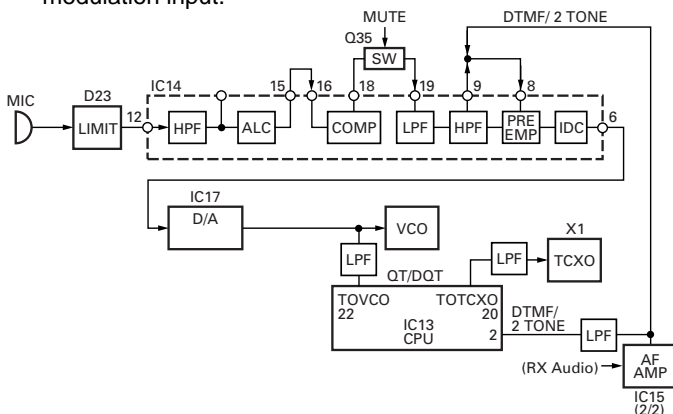 modulation input.
MUTE
DTMF/ 2 TONE
Q35
SW
IC14
15
16
18
19
9
8
MIC
D23
LIMIT
12
HPF
ALC
COMP
LPF
HPF
PRE
EMP
IDC
6
IC17
D/A
VCO
X1
LPF
LPF
TCXO
QT/DQT
TOVCO
22
TOTCXO
20
IC13
CPU
2
DTMF/
2 TONE
LPF
(RX Audio)
AF
AMP
IC15
(2/2)